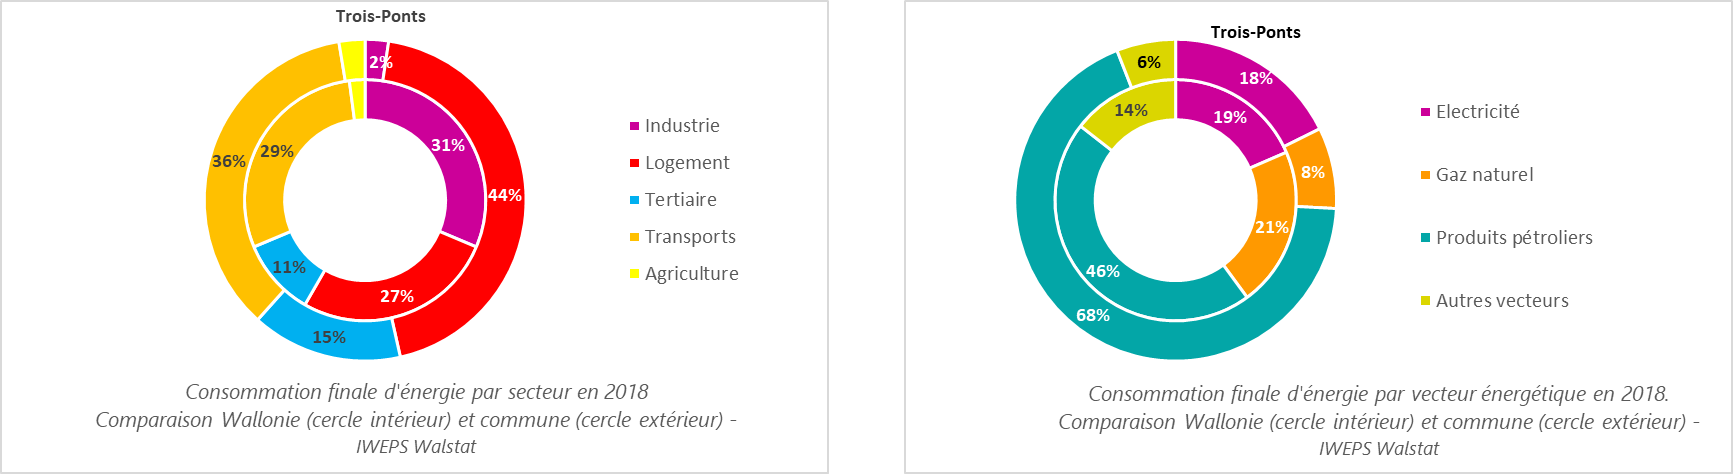 Trois-Ponts
2%
31%
29%
36%
44%
11%
27%
15%
Industrie
Logement
Tertiaire
Transports
Agriculture
Consommation finale d'énergie par secteur en 2018
Comparaison Wallonie (cercle intérieur) et commune (cercle extérieur) -
IWEPS Walstat
Trois-Ponts
6%
18%
14%
19%
8%
21%
46%
68%
Electricité
Gaz naturel
Produits pétroliers
Autres vecteurs
Consommation finale d'énergie par vecteur énergétique en 2018.
Comparaison Wallonie (cercle intérieur) et commune (cercle extérieur) -
IWEPS Walstat